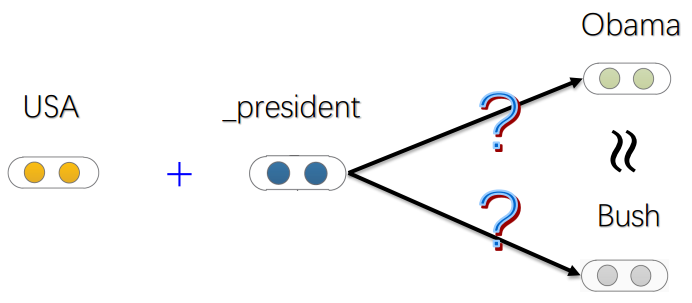 Obama
USA
_president
+
?
≈
Bush
?